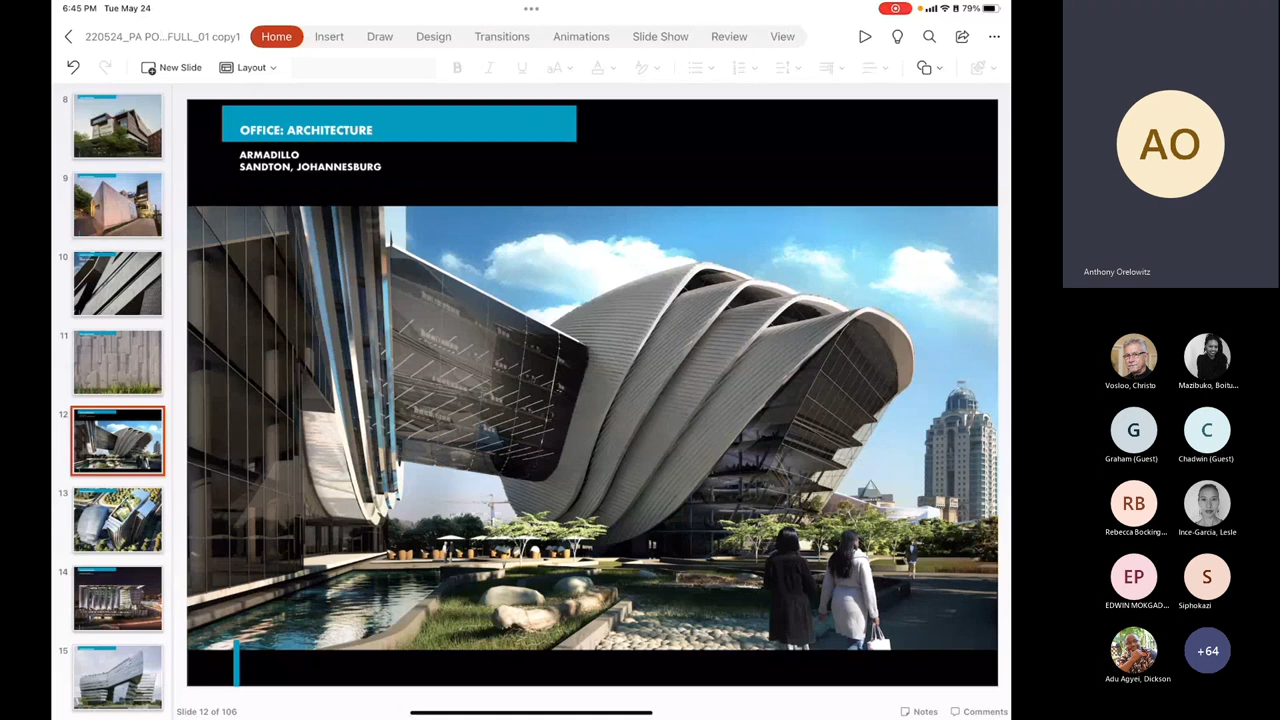 6:45 PM Tue May 24
79%
220524_PA PO...FULL_01 copy1
Home Insert Draw Design Transitions Animations Slide Show Review View
New Slide Layout B I U aA A
8
9
10
11
12
13
14
15
OFFICE: ARCHITECTURE
ARMADILLO
SANDTON, JOHANNESBURG
Slide 12 of 106
Notes Comments
AO
Anthony Orelowitz
Vosloo, Christo
Mazibuko, Boitu...
G
C
Graham (Guest)
Chadwin (Guest)
RB
Rebecca Bocking...
Ince-Garcia, Lesle
EP
S
EDWIN MOKGAD...
Siphokazi
+64
Adu Agyei, Dickson